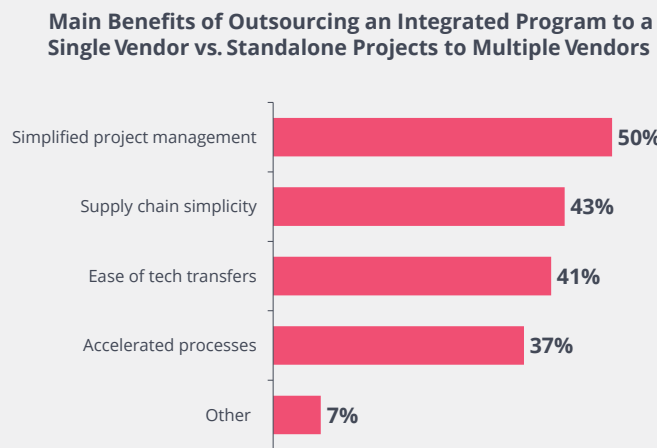 Main Benefits of Outsourcing an Integrated Program to a
Single Vendor vs. Standalone Projects to Multiple Vendors
Simplified project management 50%
Supply chain simplicity 43%
Ease of tech transfers 41%
Accelerated processes 37%
Other 7%